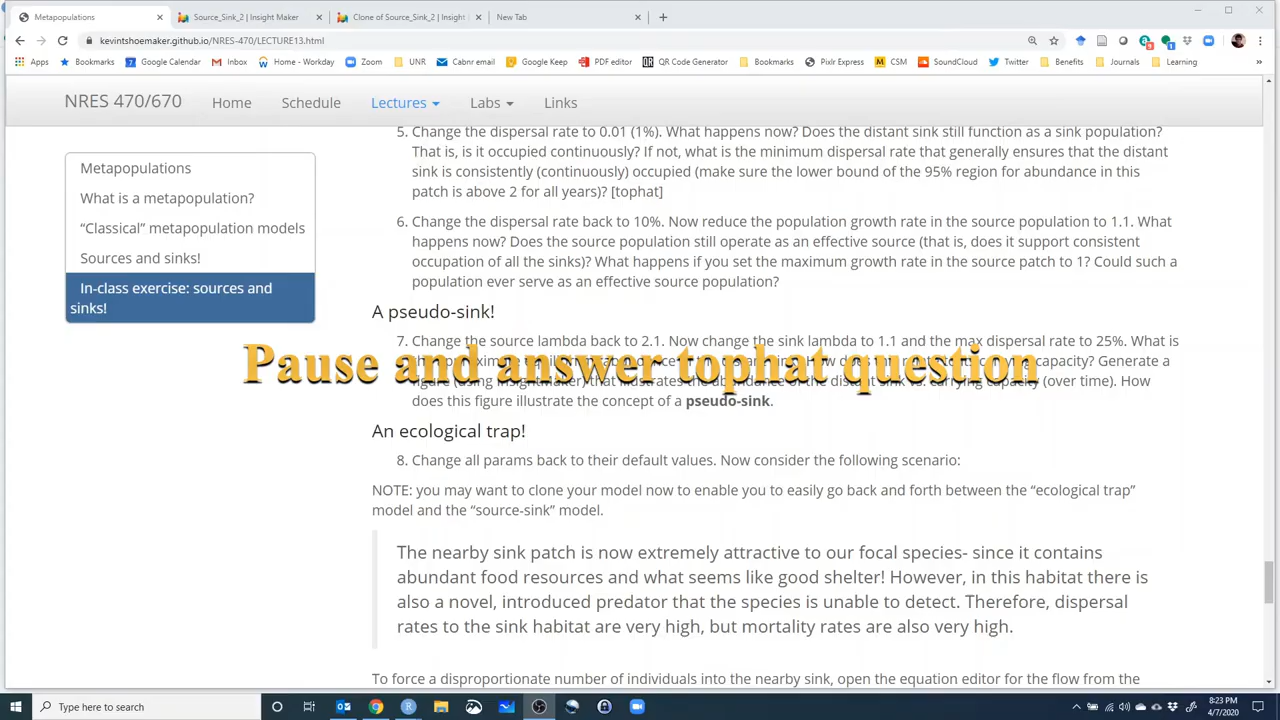 Metapopulations
Source_Sink_2 | Insight Maker
Clone of Source_Sink_2 | Insight
New Tab
kevintshoemaker.github.io/NRES-470/LECTURE13.html
Apps
Bookmarks
Google Calendar
Inbox
Home - Workday
Zoom
UNR
Cabnr email
Google Keep
PDF editor
QR Code Generator
Bookmarks
Pixlr Express
CSM
SoundCloud
Twitter
Benefits
Journals
Learning
NRES 470/670 Home Schedule Lectures Labs Links
Metapopulations
What is a metapopulation?
“Classical” metapopulation models
Sources and sinks!
In-class exercise: sources and
sinks!
5. Change the dispersal rate to 0.01 (1%). What happens now? Does the distant sink still function as a sink population?
That is, is it occupied continuously? If not, what is the minimum dispersal rate that generally ensures that the distant
sink is consistently (continuously) occupied (make sure the lower bound of the 95% region for abundance in this
patch is above 2 for all years)? [tophat]
6. Change the dispersal rate back to 10%. Now reduce the population growth rate in the source population to 1.1. What
happens now? Does the source population still operate as an effective source (that is, does it support consistent
occupation of all the sinks)? What happens if you set the maximum growth rate in the source patch to 1? Could such a
population ever serve as an effective source population?
A pseudo-sink!
7. Change the source lambda back to 2.1. Now change the sink lambda to 1.1 and the max dispersal rate to 25%. What is
Pause and answer tophat question
capacity? Generate a
carrying capacity (over time). How
does this figure illustrate the concept of a pseudo-sink.
An ecological trap!
8. Change all params back to their default values. Now consider the following scenario:
NOTE: you may want to clone your model now to enable you to easily go back and forth between the “ecological trap”
model and the “source-sink” model.
The nearby sink patch is now extremely attractive to our focal species- since it contains
abundant food resources and what seems like good shelter! However, in this habitat there is
also a novel, introduced predator that the species is unable to detect. Therefore, dispersal
rates to the sink habitat are very high, but mortality rates are also very high.
To force a disproportionate number of individuals into the nearby sink, open the equation editor for the flow from the
Type here to search
8:23 PM
4/7/2020